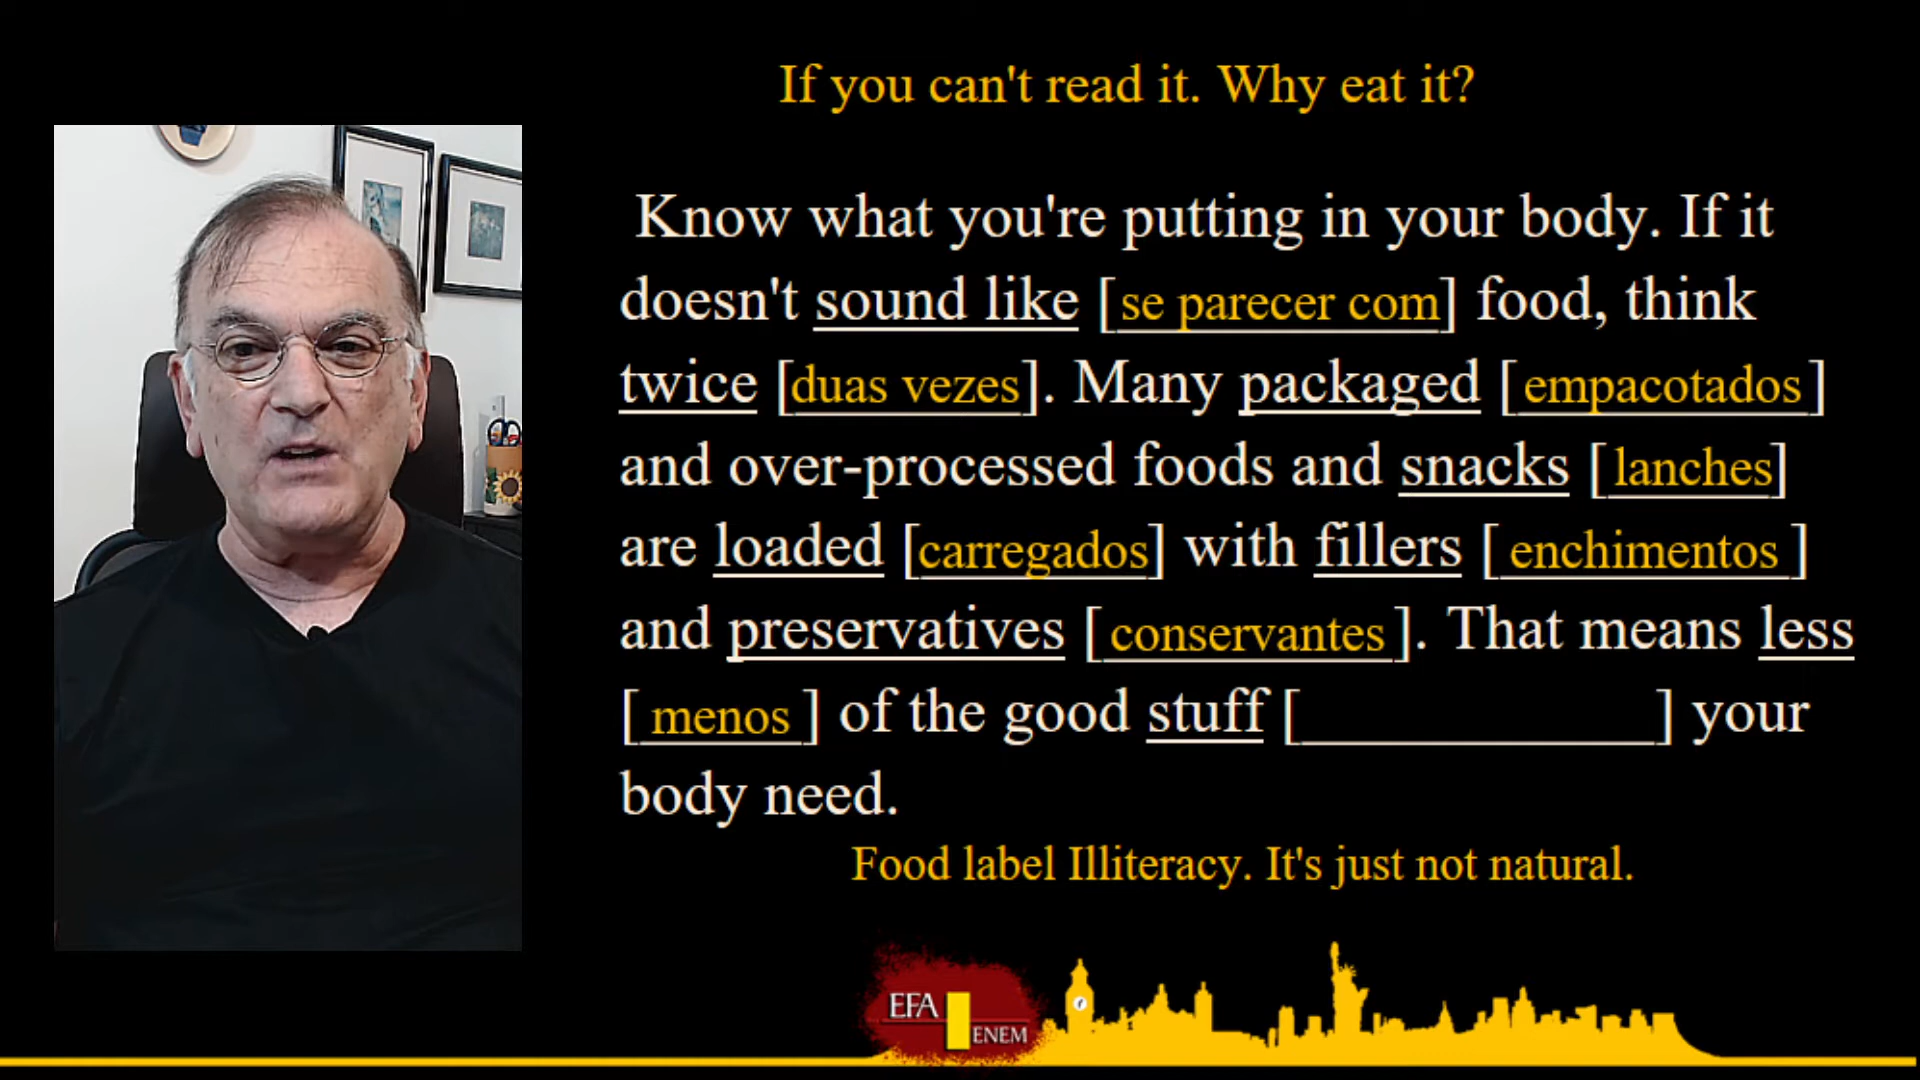 If you can't read it. Why eat it?
Know what you're putting in your body. If it
doesn't sound like [se parecer com] food, think
twice [duas vezes]. Many packaged [empacotados]
and over-processed foods and snacks [lanches]
are loaded [carregados] with fillers [enchimentos]
and preservatives [conservantes]. That means less
[menos] of the good stuff [____________] your
body need.
Food label Illiteracy. It's just not natural.
EFA
ENEM